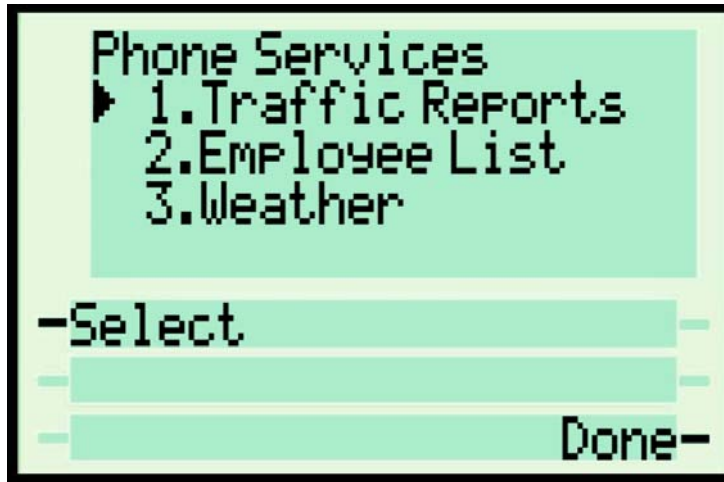 Phone Services
1.Traffic Reports
2.Employee List
3.Weather
Select
Done